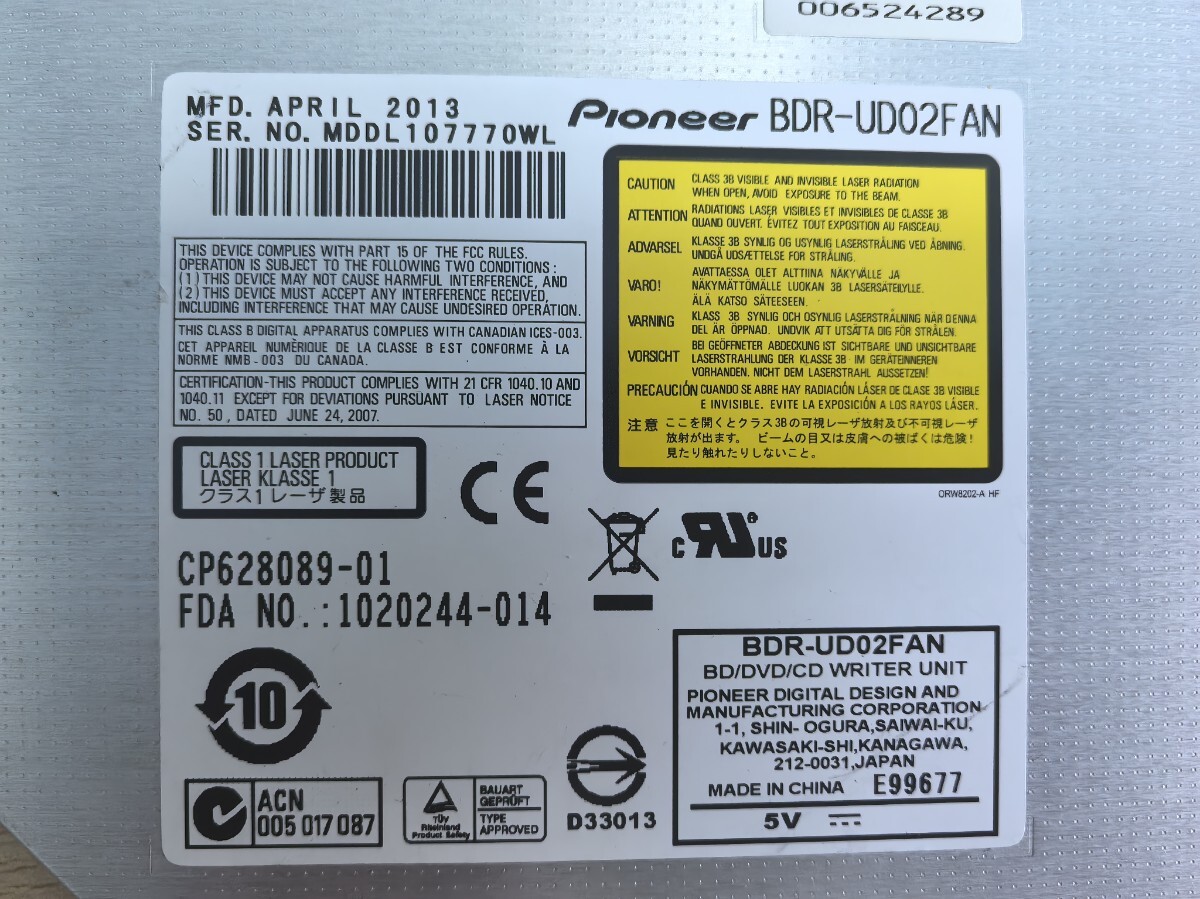 006524289
MFD. APRIL 2013
SER. NO. MDDL107770WL
Pioneer BDR-UD02FAN
THIS DEVICE COMPLIES WITH PART 15 OF THE FCC RULES.
OPERATION IS SUBJECT TO THE FOLLOWING TWO CONDITIONS :
(1) THIS DEVICE MAY NOT CAUSE HARMFUL INTERFERENCE, AND
(2) THIS DEVICE MUST ACCEPT ANY INTERFERENCE RECEIVED,
INCLUDING INTERFERENCE THAT MAY CAUSE UNDESIRED OPERATION.
THIS CLASS B DIGITAL APPARATUS COMPLIES WITH CANADIAN ICES-003.
CET APPAREIL NUMÉRIQUE DE LA CLASSE B EST CONFORME À LA
NORME NMB-003 DU CANADA.
CERTIFICATION-THIS PRODUCT COMPLIES WITH 21 CFR 1040.10 AND
1040.11 EXCEPT FOR DEVIATIONS PURSUANT TO LASER NOTICE
NO. 50 , DATED JUNE 24, 2007.
CAUTION CLASS 3B VISIBLE AND INVISIBLE LASER RADIATION
WHEN OPEN, AVOID EXPOSURE TO THE BEAM.
ATTENTION RADIATIONS LASER VISIBLES ET INVISIBLES DE CLASSE 3B
QUAND OUVERT. ÉVITEZ TOUT EXPOSITION AU FAISCEAU.
ADVARSEL KLASSE 3B SYNLIG OG USYNLIG LASERSTRÅLING VED ÅBNING.
UNDGÅ UDSÆTTELSE FOR STRÅLING.
VARO! AVATTAESSA OLET ALTTIINA NÄKYVÄLLE JA
NÄKYMÄTTÖMÄLLE LUOKAN 3B LASERSÄTEILYLLE.
ÄLÄ KATSO SÄTEESEEN.
VARNING KLASS 3B SYNLIG OCH OSYNLIG LASERSTRÅLNING NÄR DENNA
DEL ÄR ÖPPNAD. UNDVIK ATT UTSÄTTA DIG FÖR STRÅLEN.
VORSICHT BEI GEÖFFNETER ABDECKUNG IST SICHTBARE UND UNSICHTBARE
LASERSTRAHLUNG DER KLASSE 3B IM GERÄTEINNEREN
VORHANDEN. NICHT DEM LASERSTRAHL AUSSETZEN!
PRECAUCIÓN CUANDO SE ABRE HAY RADIACIÓN LÁSER DE CLASE 3B VISIBLE
E INVISIBLE. EVITE LA EXPOSICIÓN A LOS RAYOS LÁSER.
注意 ここを開くとクラス3Bの可視レーザ放射及び不可視レーザ
放射が出ます。 ビームの目又は皮膚への被ばくは危険!
見たり触れたりしないこと。
ORW8202-A HF
CLASS 1 LASER PRODUCT
LASER KLASSE 1
クラス1レーザ製品
CE
c RU ® US
CP628089-01
FDA NO.:1020244-014
10
ACN
005 017 087
TÜV
Rheinland
Product Safety
BAUART
GEPRÜFT
TYPE
APPROVED
D33013
BDR-UD02FAN
BD/DVD/CD WRITER UNIT
PIONEER DIGITAL DESIGN AND
MANUFACTURING CORPORATION
1-1, SHIN- OGURA,SAIWAI-KU,
KAWASAKI-SHI,KANAGAWA,
212-0031,JAPAN
MADE IN CHINA E99677
5V